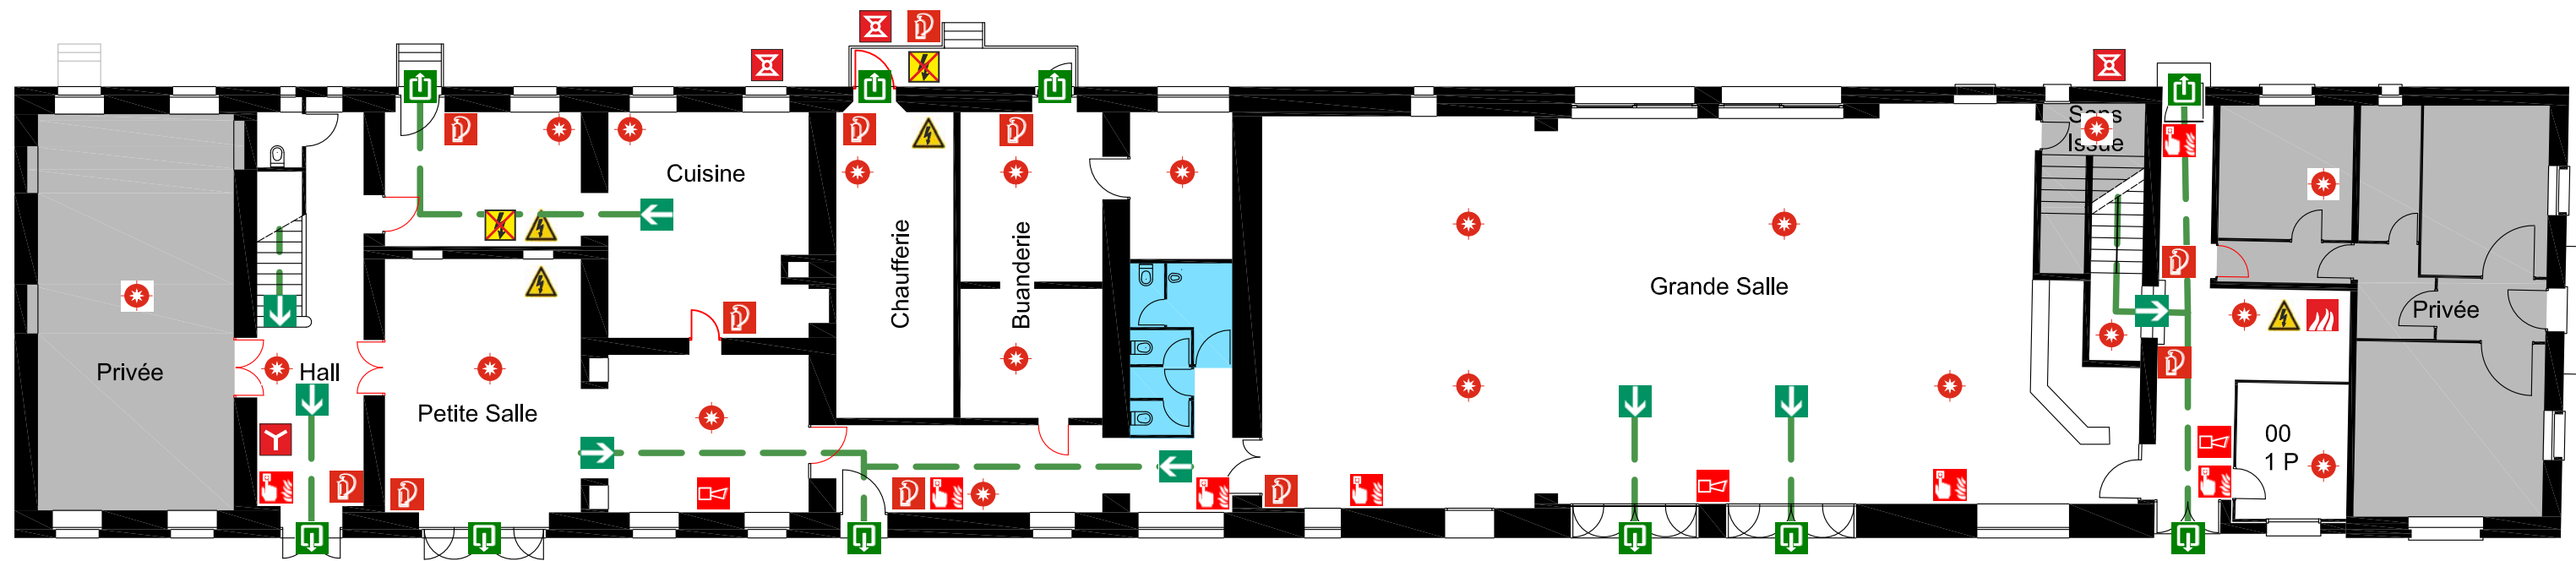 Sans
Issue
Cuisine
Chaufferie
Buanderie
Grande Salle
Privée
Privée
Hall
Petite Salle
00
1 P